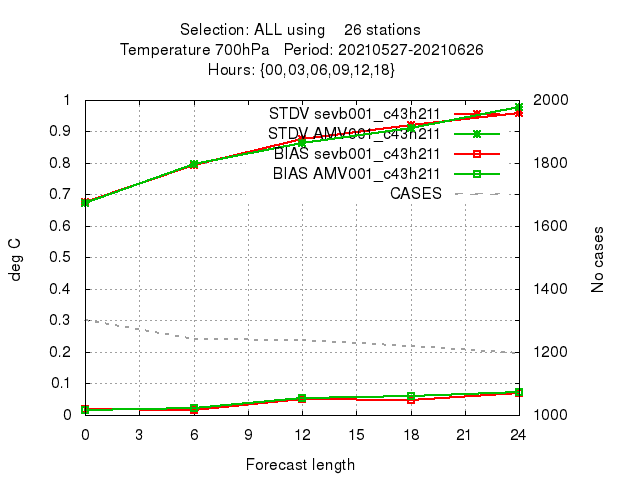 Selection: ALL using 26 stations
Temperature 700hPa Period: 20210527-20210626
Hours: {00,03,06,09,12,18}
STDV sevb001_c43h211
STDV AMV001_c43h211
BIAS sevb001_c43h211
BIAS AMV001_c43h211
CASES
1
0.9
0.8
0.7
0.6
0.5
0.4
0.3
0.2
0.1
0
2000
1800
1600
1400
1200
1000
deg C
No cases
0 3 6 9 12 15 18 21 24
Forecast length